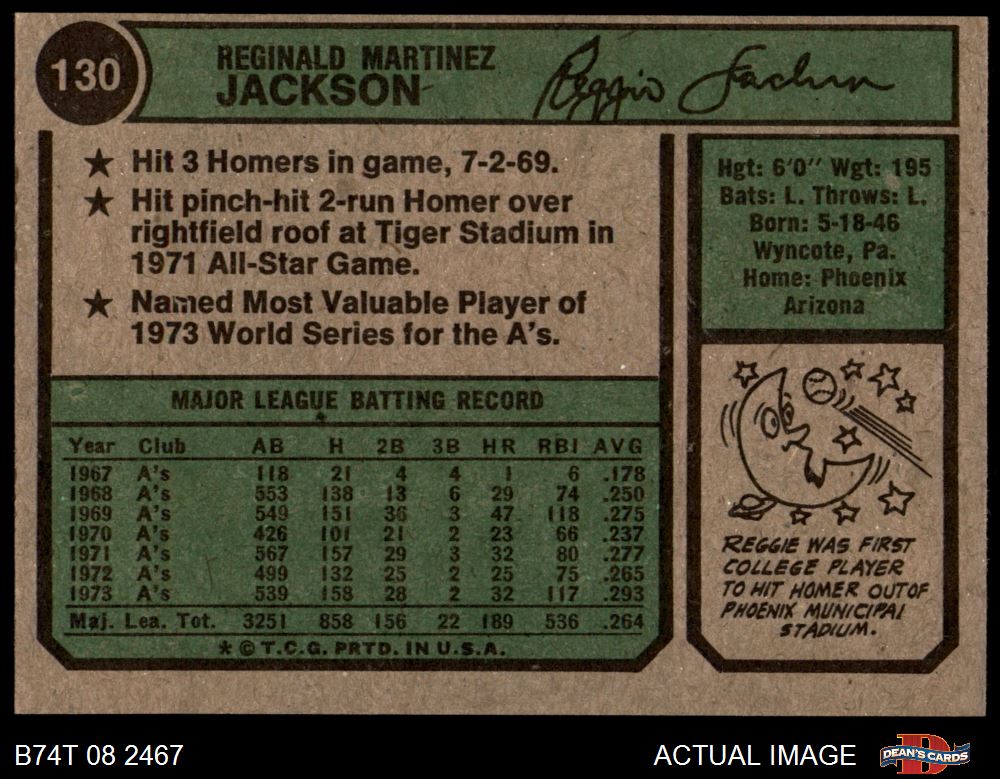 130
REGINALD MARTINEZ
JACKSON
Reggie Jackson
★ Hit 3 Homers in game, 7-2-69.
★ Hit pinch-hit 2-run Homer over
rightfield roof at Tiger Stadium in
1971 All-Star Game.
★ Named Most Valuable Player of
1973 World Series for the A's.
Hgt: 6'0" Wgt: 195
Bats: L. Throws: L.
Born: 5-18-46
Wyncote, Pa.
Home: Phoenix
Arizona
MAJOR LEAGUE BATTING RECORD
Year Club AB H 2B 3B HR RBI AVG
1967 A's 118 21 4 4 1 6 .178
1968 A's 553 138 13 6 29 74 .250
1969 A's 549 151 36 3 47 118 .275
1970 A's 426 101 21 2 23 66 .237
1971 A's 567 157 29 3 32 80 .277
1972 A's 499 132 25 2 25 75 .265
1973 A's 539 158 28 2 32 117 .293
Maj. Lea. Tot. 3251 858 156 22 189 536 .264
* © T.C.G. PRTD. IN U.S.A.
REGGIE WAS FIRST
COLLEGE PLAYER
TO HIT HOMER OUT OF
PHOENIX MUNICIPAL
STADIUM.
B74T 08 2467
ACTUAL IMAGE
DEAN'S CARDS